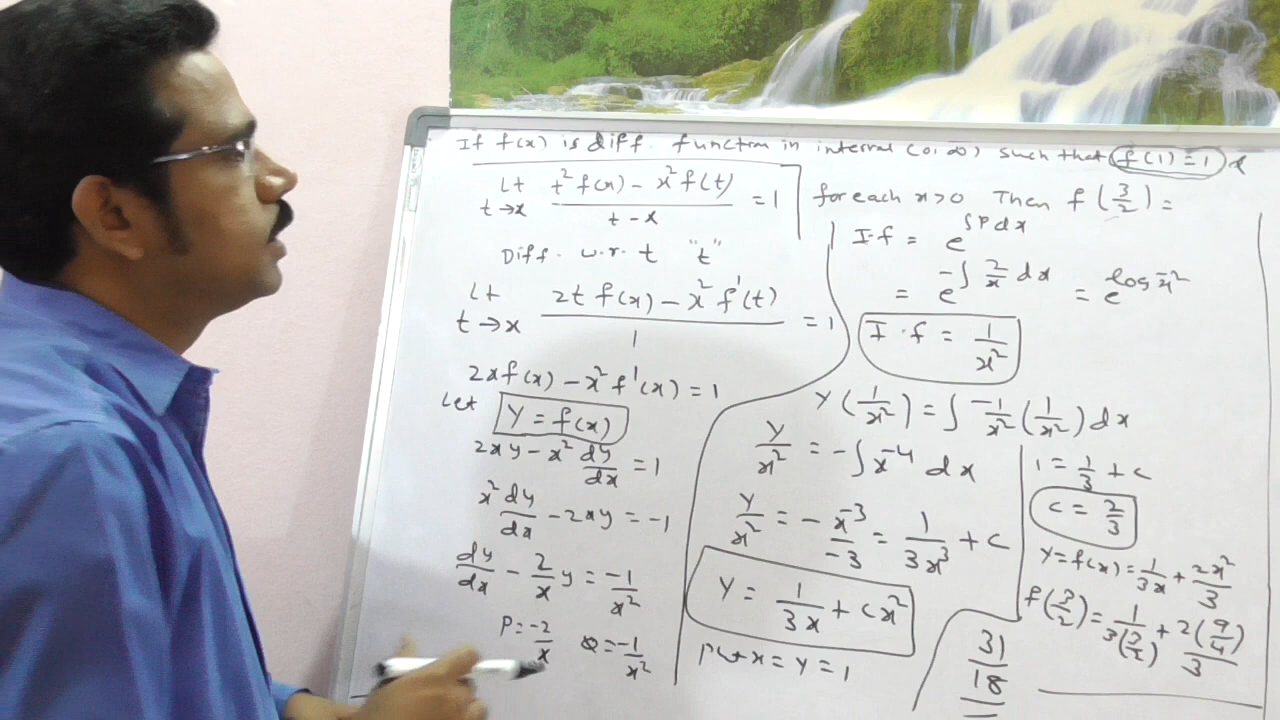 If f(x) is diff. function in interval (0, ∞) such that f(1) = 1 &
Lt t→x (t² f(x) − x² f(t)) / (t − x) = 1
for each x>0 Then f(3/2) =
Diff. w.r.t "t"
Lt t→x (2t f(x) − x² f'(t)) / 1 = 1
2x f(x) − x² f'(x) = 1
Let Y = f(x)
2xy − x² dy/dx = 1
x² dy/dx − 2xy = −1
dy/dx − 2/x y = −1/x²
P = −2/x Q = −1/x²
I.f = e^∫Pdx
= e^−∫ 2/x dx = e^log x^−2
I.f = 1/x²
Y(1/x²) = ∫ −1/x² (1/x²) dx
Y/x² = −∫ x^−4 dx
Y/x² = − x^−3/−3 = 1/3x³ + C
Y = 1/3x + Cx²
Put x = Y = 1
1 = 1/3 + C
C = 2/3
Y = f(x) = 1/3x + 2x²/3
f(3/2) = 1/3(3/2) + 2(9/4)/3
31/18